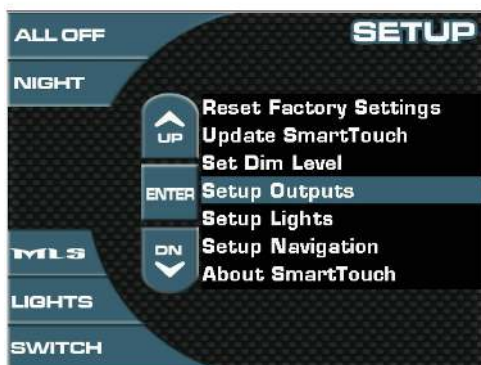 ALL OFF
SETUP
NIGHT
UP
ENTER
DN
Reset Factory Settings
Update SmartTouch
Set Dim Level
Setup Outputs
Setup Lights
Setup Navigation
About SmartTouch
MLS
LIGHTS
SWITCH